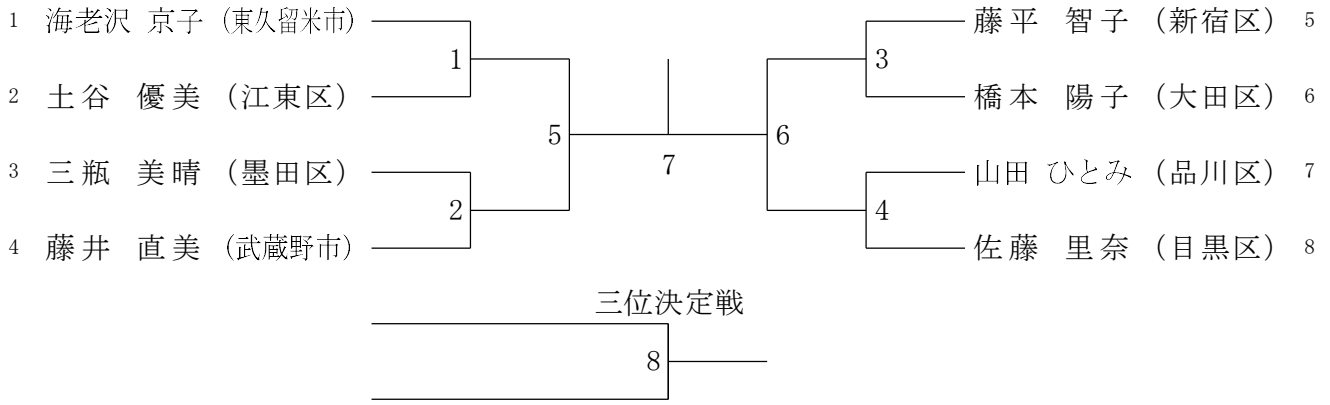 1 海老沢 京子 (東久留米市) 藤平 智子 (新宿区) 5
1 3
2 土谷 優美 (江東区) 橋本 陽子 (大田区) 6
5 6
7
3 三瓶 美晴 (墨田区) 山田 ひとみ (品川区) 7
2 4
4 藤井 直美 (武蔵野市) 佐藤 里奈 (目黒区) 8
三位決定戦
8